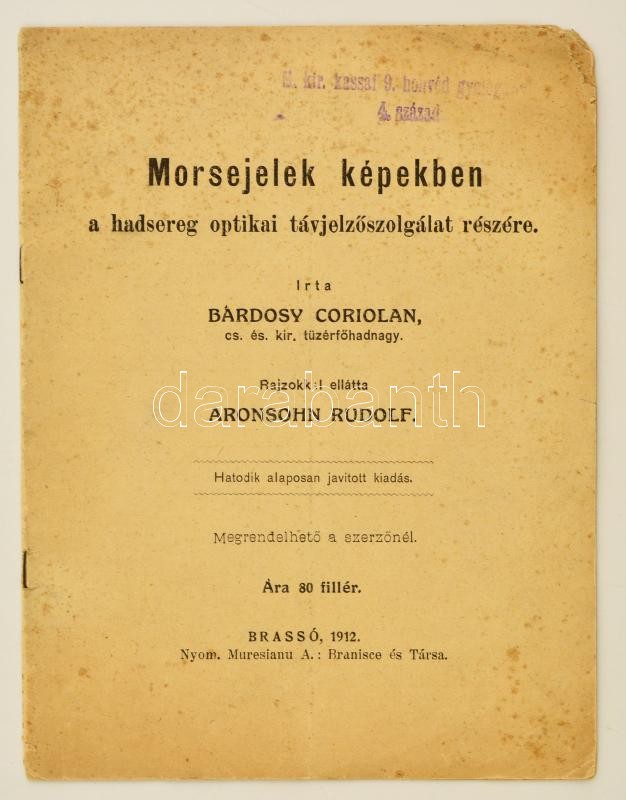 M. kir. kassai 9. honvéd
4. század
Morsejelek képekben
a hadsereg optikai távjelzőszolgálat részére.
Irta
BÁRDOSY CORIOLAN,
cs. és. kir. tüzérfőhadnagy.
Rajzokkal ellátta
darabanth
ARONSOHN RUDOLF.
Hatodik alaposan javitott kiadás.
Megrendelhető a szerzőnél.
Ára 80 fillér.
BRASSÓ, 1912.
Nyom. Muresianu A.: Branisce és Társa.